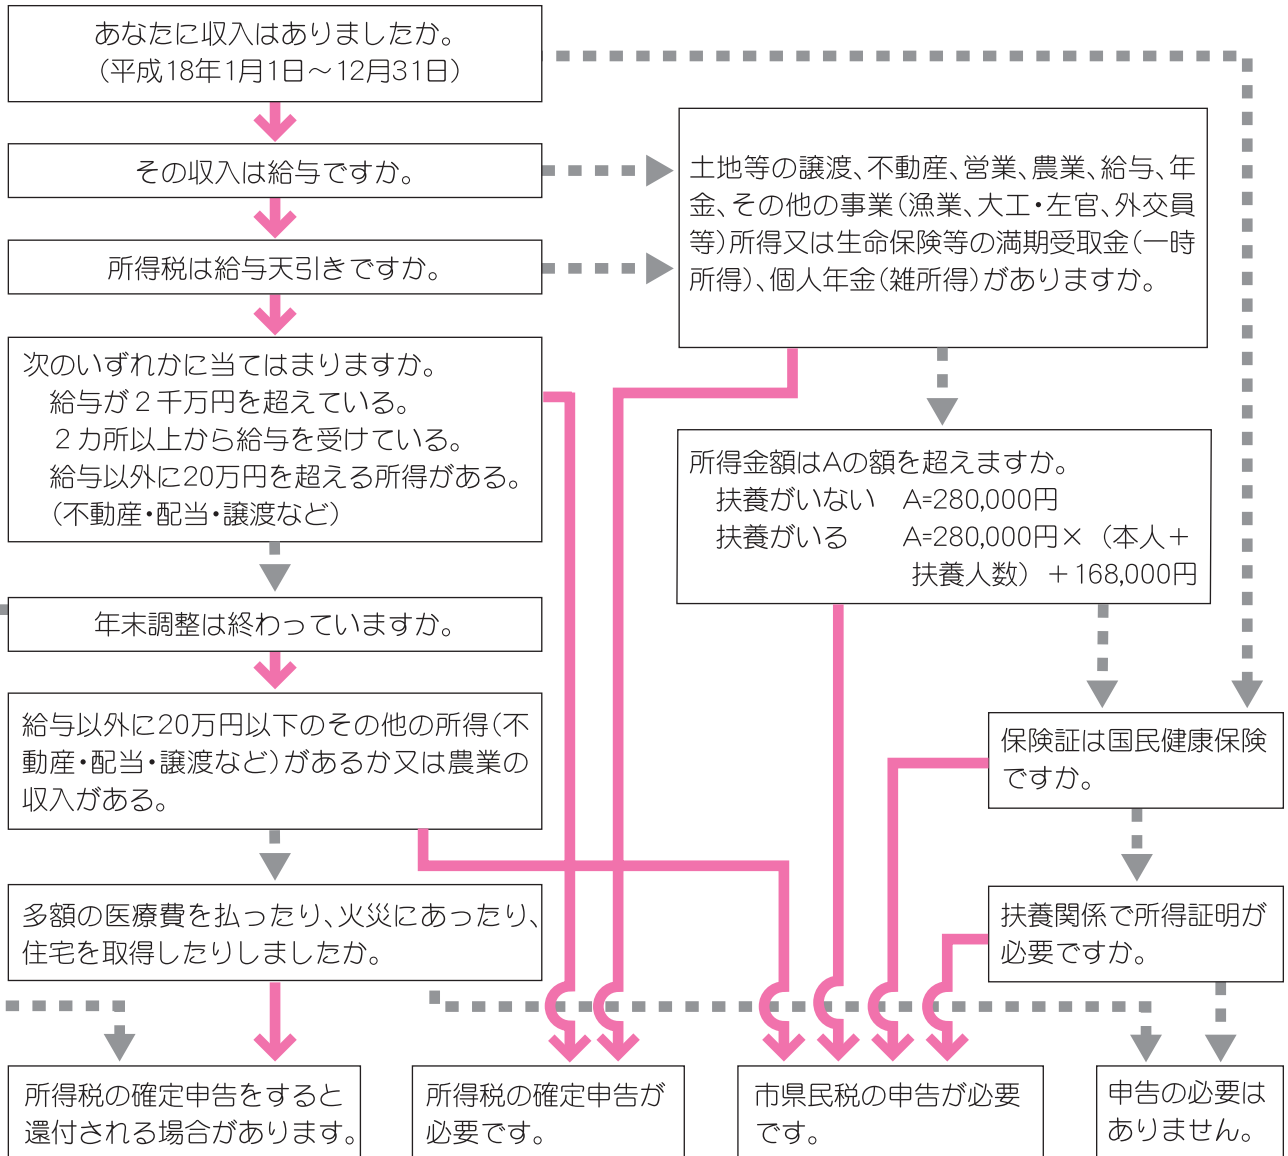 あなたに収入はありましたか。
（平成18年1月1日～12月31日）
その収入は給与ですか。
所得税は給与天引きですか。
次のいずれかに当てはまりますか。
給与が２千万円を超えている。
２カ所以上から給与を受けている。
給与以外に20万円を超える所得がある。
（不動産・配当・譲渡など）
年末調整は終わっていますか。
給与以外に20万円以下のその他の所得（不
動産・配当・譲渡など）があるか又は農業の
収入がある。
多額の医療費を払ったり、火災にあったり、
住宅を取得したりしましたか。
土地等の譲渡、不動産、営業、農業、給与、年
金、その他の事業（漁業、大工・左官、外交員
等）所得又は生命保険等の満期受取金（一時
所得）、個人年金（雑所得）がありますか。
所得金額はAの額を超えますか。
扶養がいない　A=280,000円
扶養がいる　　A=280,000円×（本人＋
扶養人数）＋168,000円
保険証は国民健康保険
ですか。
扶養関係で所得証明が
必要ですか。
所得税の確定申告をすると
還付される場合があります。
所得税の確定申告が
必要です。
市県民税の申告が必要
です。
申告の必要は
ありません。